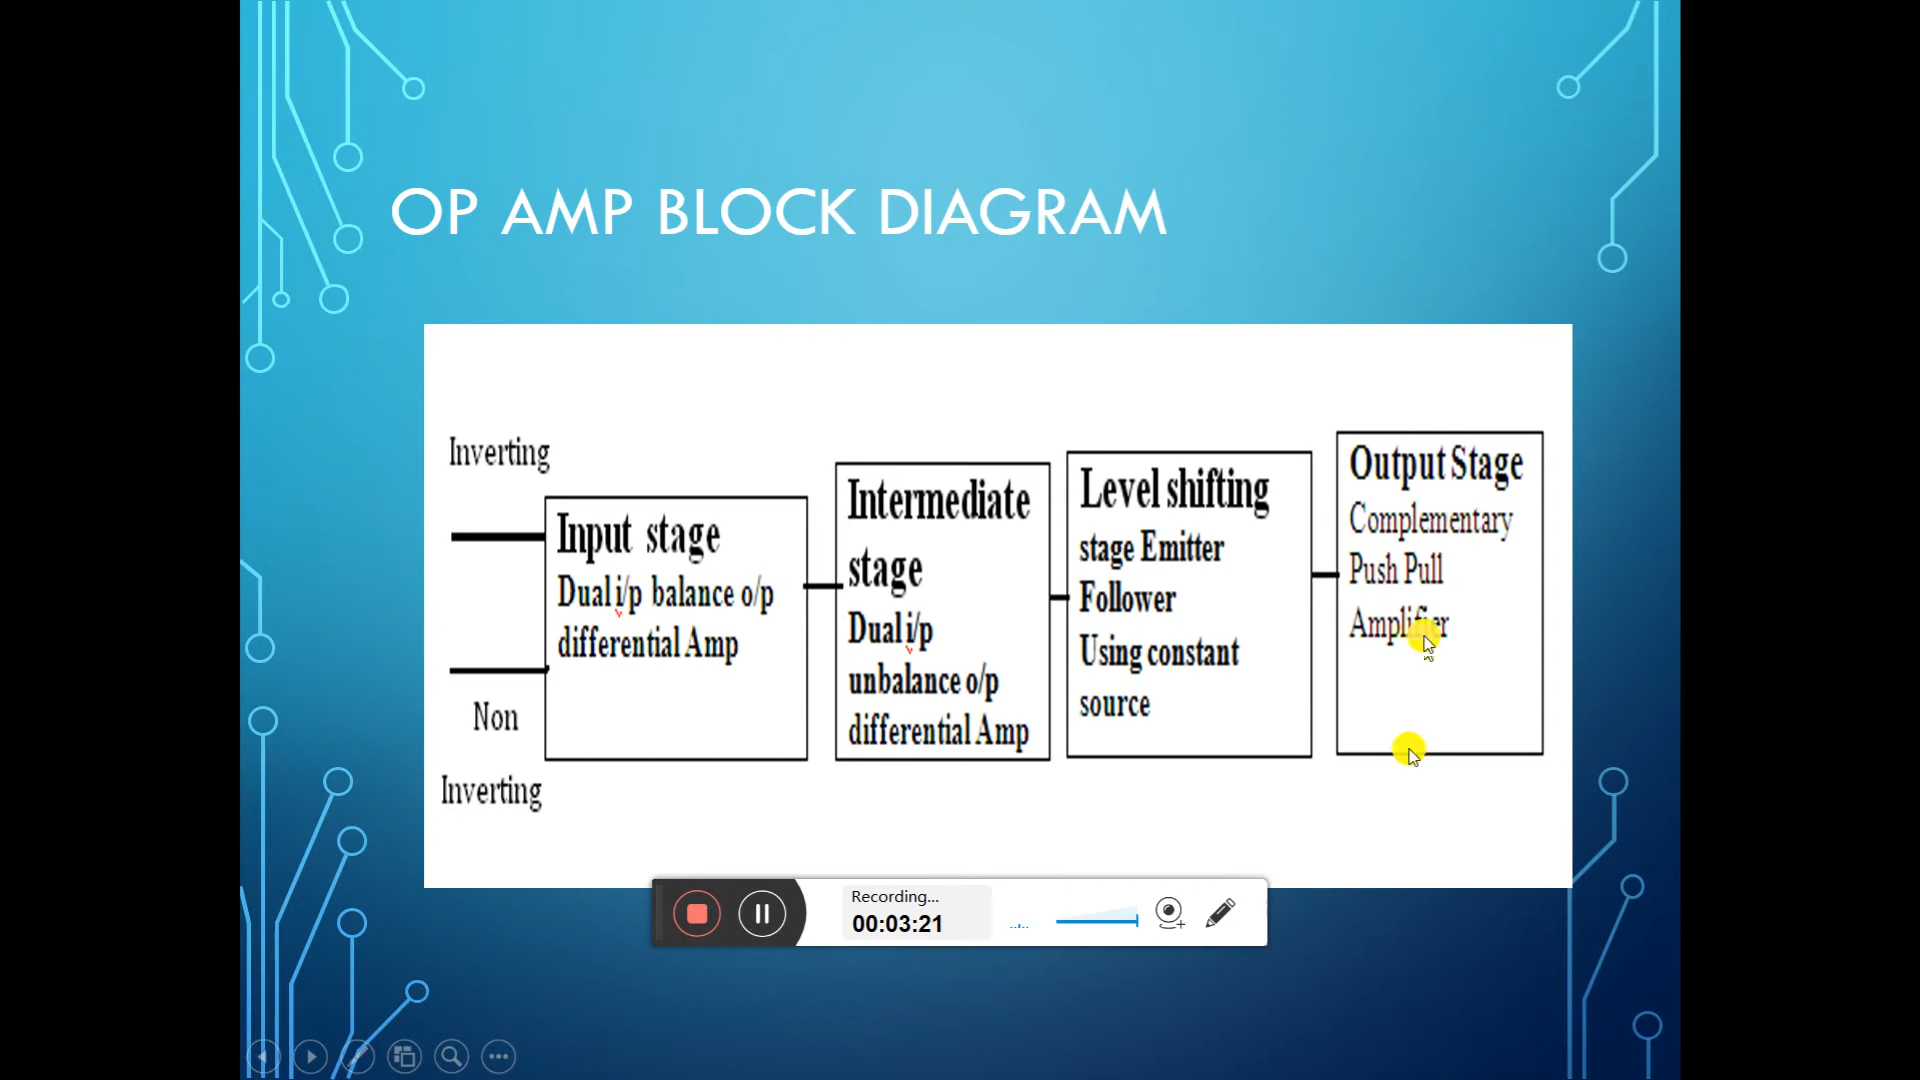 OP AMP BLOCK DIAGRAM
Inverting
Non
Inverting
Input stage
Dual i/p balance o/p
differential Amp
Intermediate
stage
Dual i/p
unbalance o/p
differential Amp
Level shifting
stage Emitter
Follower
Using constant
source
Output Stage
Complementary
Push Pull
Amplifier
Recording...
00:03:21